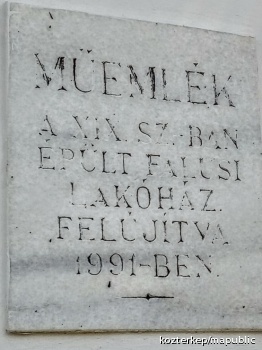 MŰEMLÉK
A XIX. SZ.-BAN
ÉPÜLT FALUSI
LAKÓHÁZ.
FELÚJÍTVA
1991-BEN.
kozterkep/mapublic